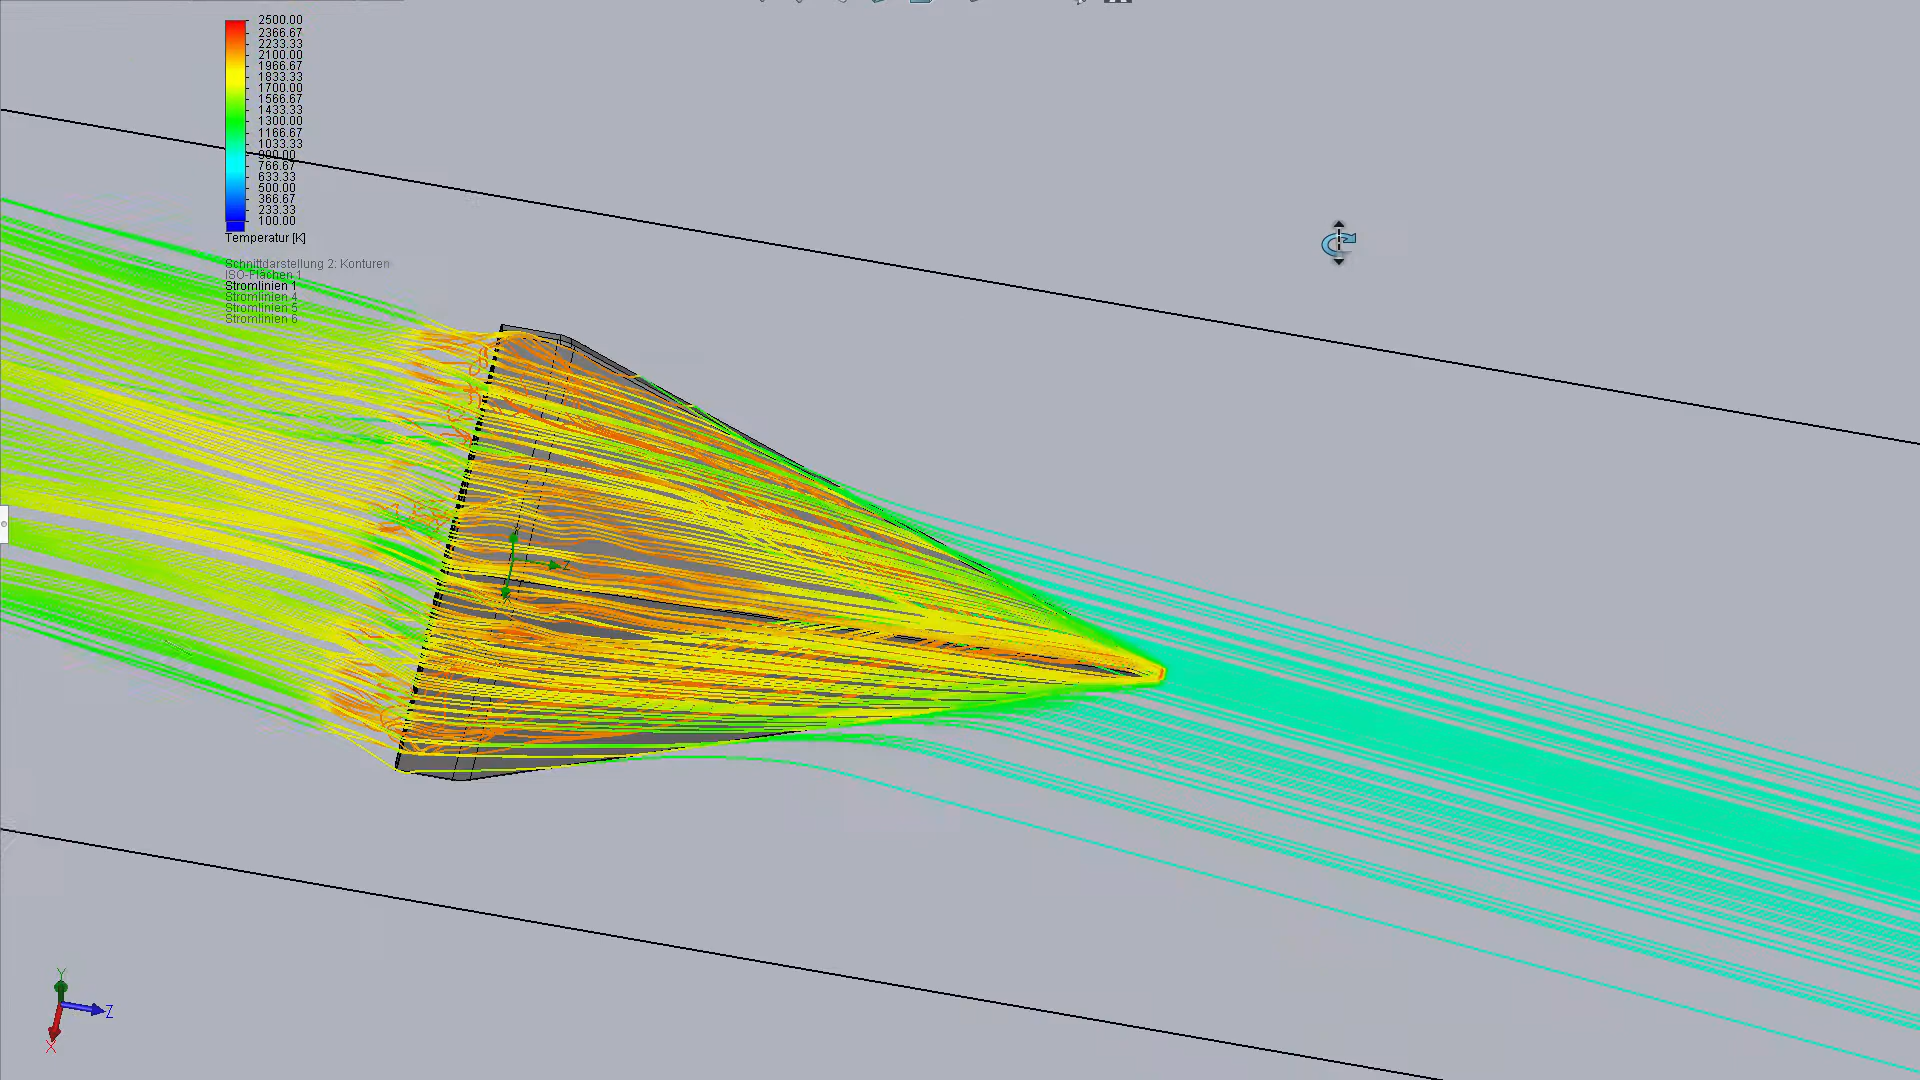 2500.00
2366.67
2233.33
2100.00
1966.67
1833.33
1700.00
1566.67
1433.33
1300.00
1166.67
1033.33
900.00
766.67
633.33
500.00
366.67
233.33
100.00
Temperatur [K]
Schnittdarstellung 2: Konturen
ISO-Flächen 1
Stromlinien 1
Stromlinien 4
Stromlinien 5
Stromlinien 6
Z
Y
Z
X